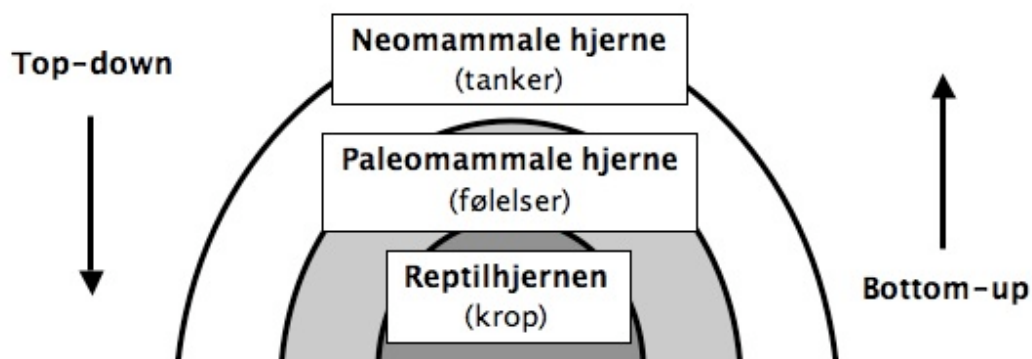 Top-down
Neomammale hjerne
(tanker)
Paleomammale hjerne
(følelser)
Reptilhjernen
(krop)
Bottom-up